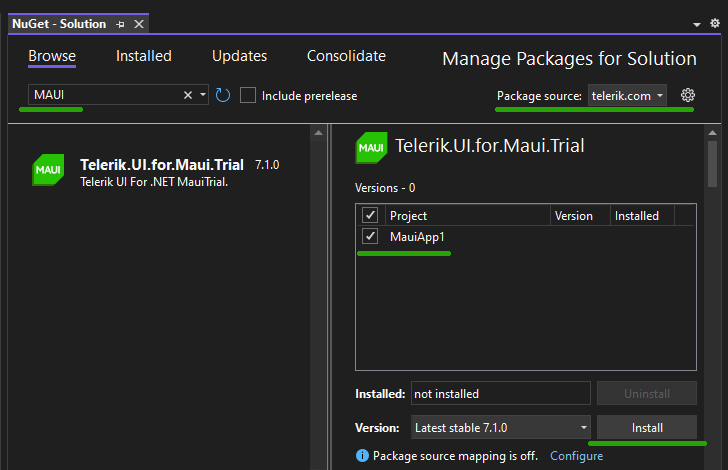 NuGet - Solution
Browse Installed Updates Consolidate Manage Packages for Solution
MAUI Include prerelease Package source: telerik.com
MAUI Telerik.UI.for.Maui.Trial 7.1.0
Telerik UI For .NET MauiTrial.
MAUI Telerik.UI.for.Maui.Trial
Versions - 0
Project Version Installed
MauiApp1
Installed: not installed Uninstall
Version: Latest stable 7.1.0 Install
Package source mapping is off. Configure